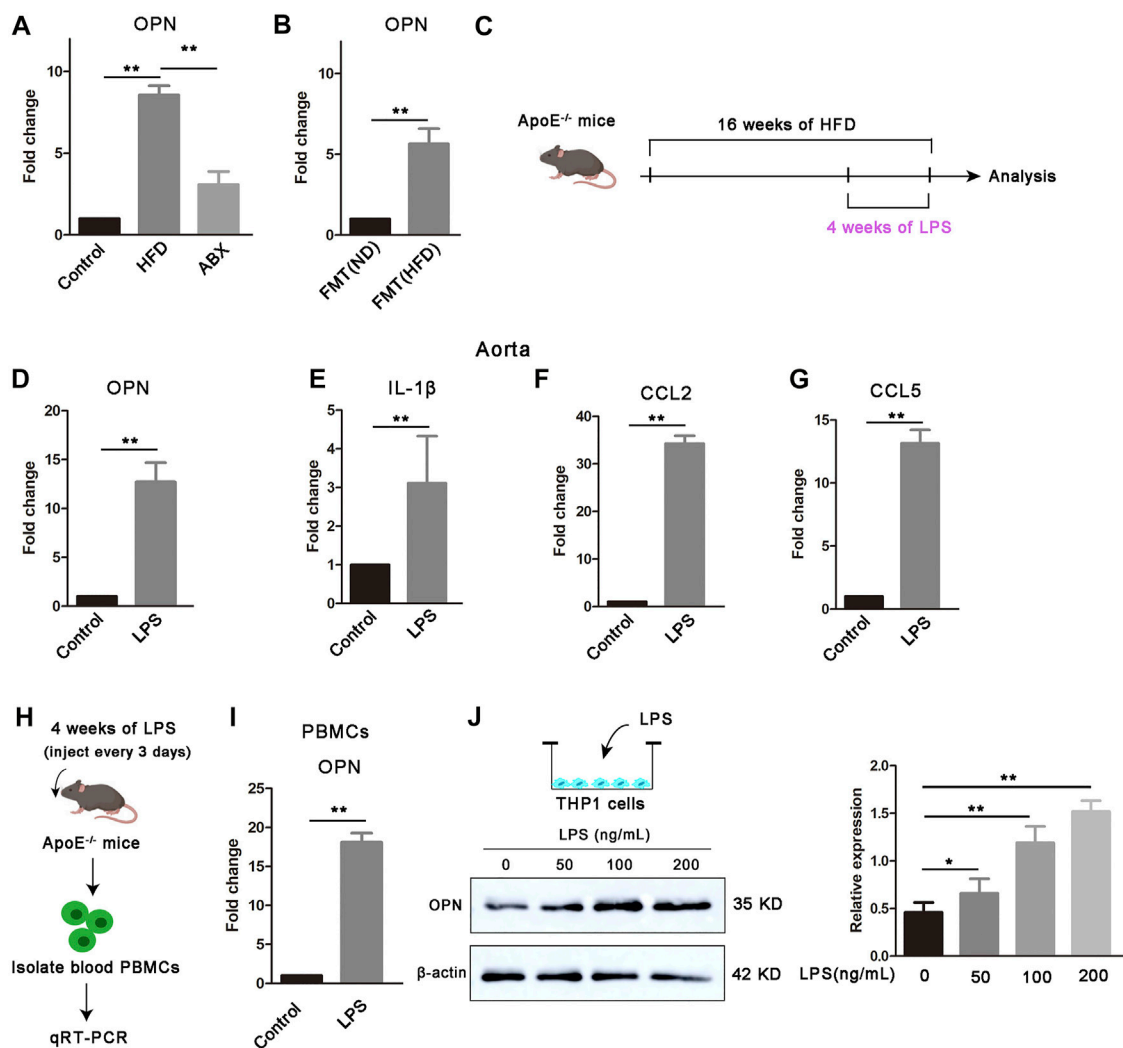 A
OPN
**
**
Fold change
10
5
0
Control
HFD
ABX
B
OPN
**
Fold change
10
5
0
FMT(ND)
FMT(HFD)
C
ApoE-/- mice
16 weeks of HFD
Analysis
4 weeks of LPS
Aorta
D
OPN
**
Fold change
20
15
10
5
0
Control
LPS
E
IL-1β
**
Fold change
5
4
3
2
1
0
Control
LPS
F
CCL2
**
Fold change
40
30
20
10
0
Control
LPS
G
CCL5
**
Fold change
15
10
5
0
Control
LPS
H
4 weeks of LPS
(inject every 3 days)
ApoE-/- mice
Isolate blood PBMCs
qRT-PCR
I
PBMCs
OPN
**
Fold change
25
20
15
10
5
0
Control
LPS
J
LPS
THP1 cells
LPS (ng/mL)
0 50 100 200
OPN
35 KD
β-actin
42 KD
**
**
*
Relative expression
2.0
1.5
1.0
0.5
0.0
LPS(ng/mL)
0 50 100 200